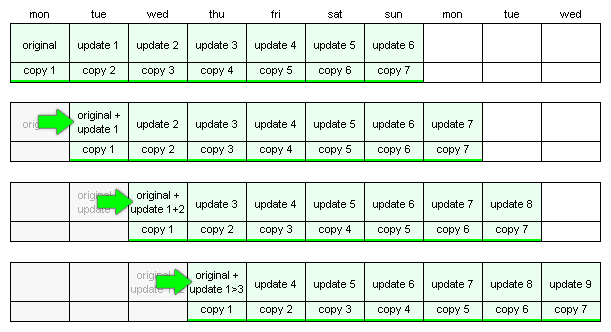 mon tue wed thu fri sat sun mon tue wed
original update 1 update 2 update 3 update 4 update 5 update 6
copy 1 copy 2 copy 3 copy 4 copy 5 copy 6 copy 7
original +
update 1 update 2 update 3 update 4 update 5 update 6 update 7
copy 1 copy 2 copy 3 copy 4 copy 5 copy 6 copy 7
original original +
update update 1+2 update 3 update 4 update 5 update 6 update 7 update 8
copy 1 copy 2 copy 3 copy 4 copy 5 copy 6 copy 7
original original +
update update 1>3 update 4 update 5 update 6 update 7 update 8 update 9
copy 1 copy 2 copy 3 copy 4 copy 5 copy 6 copy 7